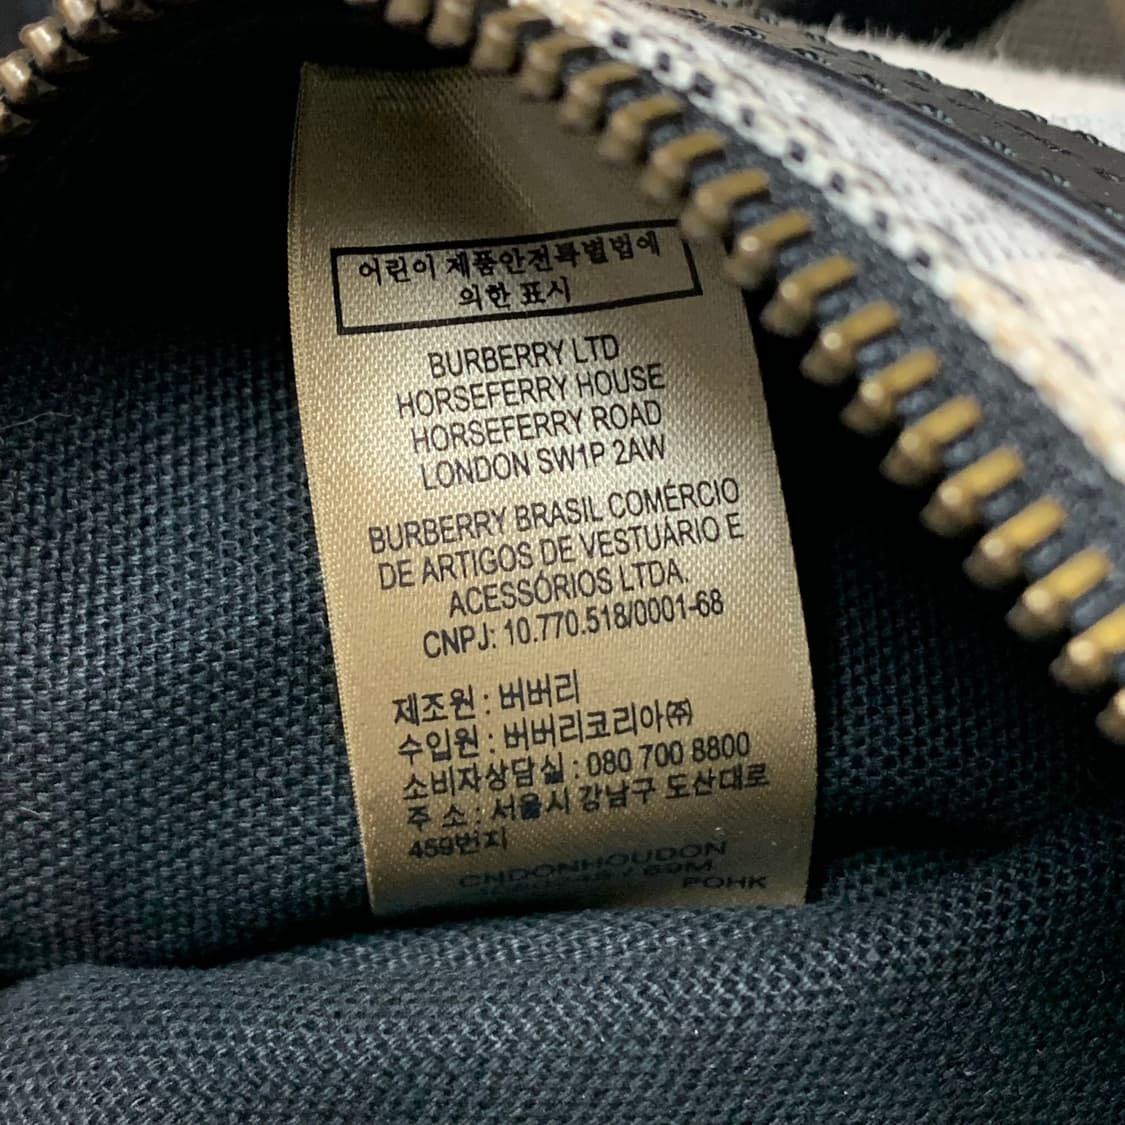 어린이 제품안전특별법에
의한 표시
BURBERRY LTD
HORSEFERRY HOUSE
HORSEFERRY ROAD
LONDON SW1P 2AW
BURBERRY BRASIL COMÉRCIO
DE ARTIGOS DE VESTUÁRIO E
ACESSÓRIOS LTDA.
CNPJ: 10.770.518/0001-68
제조원 : 버버리
수입원 : 버버리코리아㈜
소비자상담실 : 080 700 8800
주 소 : 서울시 강남구 도산대로
459번지
CNDONHOUDON
POHK